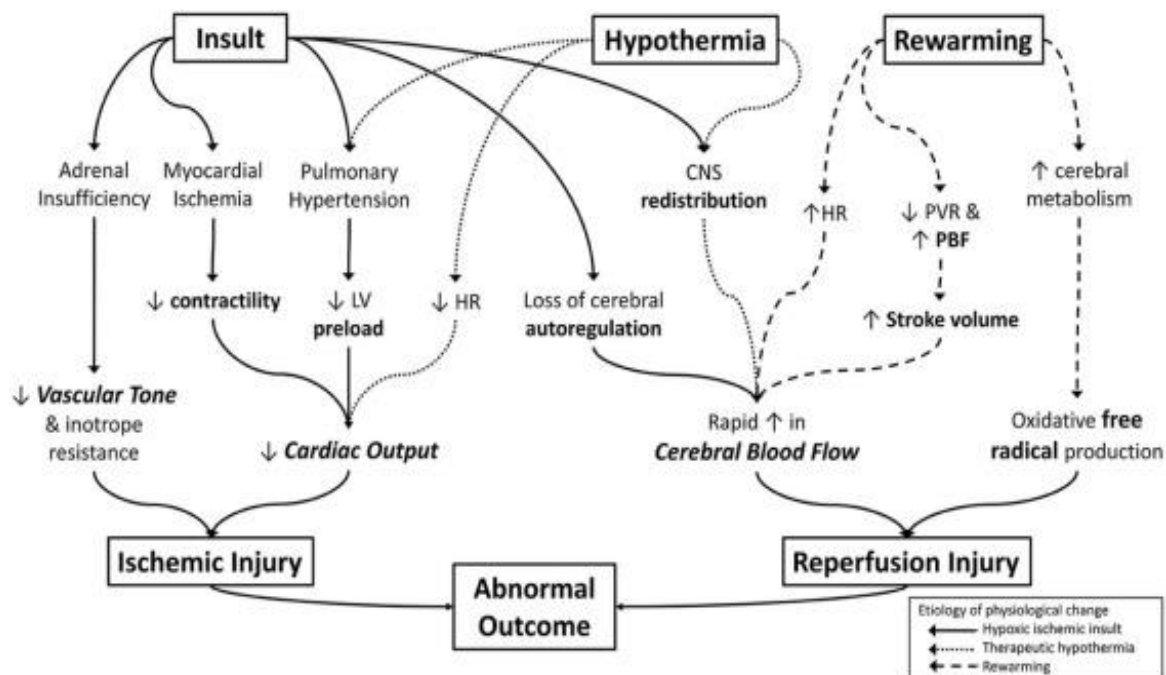 Insult
Hypothermia
Rewarming
Adrenal
Insufficiency
Myocardial
Ischemia
Pulmonary
Hypertension
CNS
redistribution
↑HR
↓ PVR &
↑ PBF
↑ cerebral
metabolism
↓ contractility
↓ LV
preload
↓ HR
Loss of cerebral
autoregulation
↑ Stroke volume
↓ Vascular Tone
& inotrope
resistance
↓ Cardiac Output
Rapid ↑ in
Cerebral Blood Flow
Oxidative free
radical production
Ischemic Injury
Reperfusion Injury
Abnormal
Outcome
Etiology of physiological change
Hypoxic ischemic insult
Therapeutic hypothermia
Rewarming